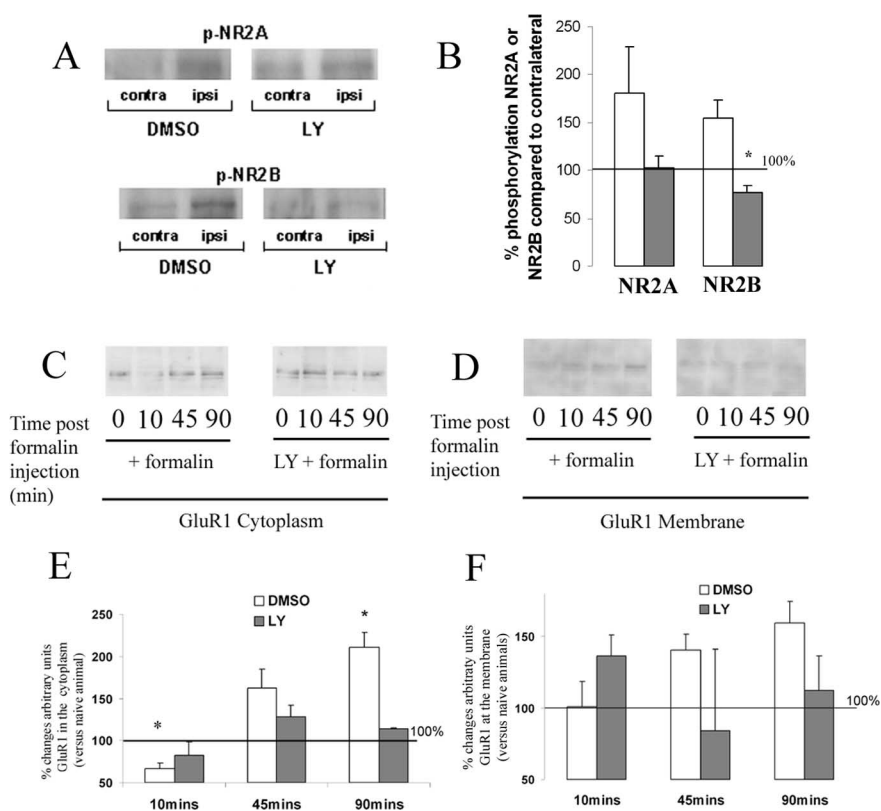 A
p-NR2A
contra ipsi contra ipsi
DMSO LY
p-NR2B
contra ipsi contra ipsi
DMSO LY
B
% phosphorylation NR2A or
NR2B compared to contralateral
250
200
150
100
50
0
*
100%
NR2A NR2B
C
Time post
formalin
injection
(min)
0 10 45 90 0 10 45 90
+ formalin LY + formalin
GluR1 Cytoplasm
D
Time post
formalin
injection
0 10 45 90 0 10 45 90
+ formalin LY + formalin
GluR1 Membrane
E
% changes arbitrary units
GluR1 in the cytoplasm
(versus naive animal)
250
200
150
100
50
DMSO
LY
*
*
100%
10mins 45mins 90mins
F
% changes arbitraty units
GluR1 at the membrane
(versus naive animals)
150
100
50
DMSO
LY
100%
10mins 45mins 90mins